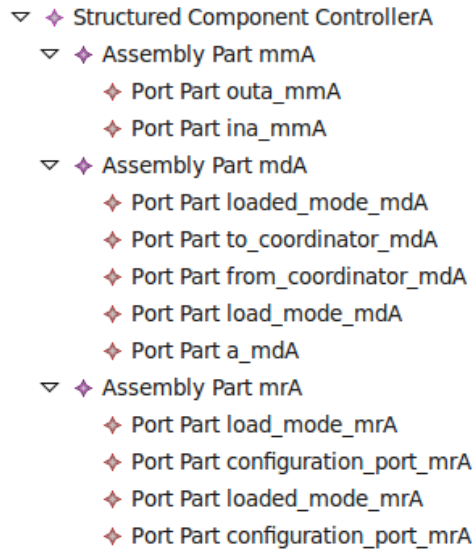 Structured Component ControllerA
Assembly Part mmA
Port Part outa_mmA
Port Part ina_mmA
Assembly Part mdA
Port Part loaded_mode_mdA
Port Part to_coordinator_mdA
Port Part from_coordinator_mdA
Port Part load_mode_mdA
Port Part a_mdA
Assembly Part mrA
Port Part load_mode_mrA
Port Part configuration_port_mrA
Port Part loaded_mode_mrA
Port Part configuration_port_mrA